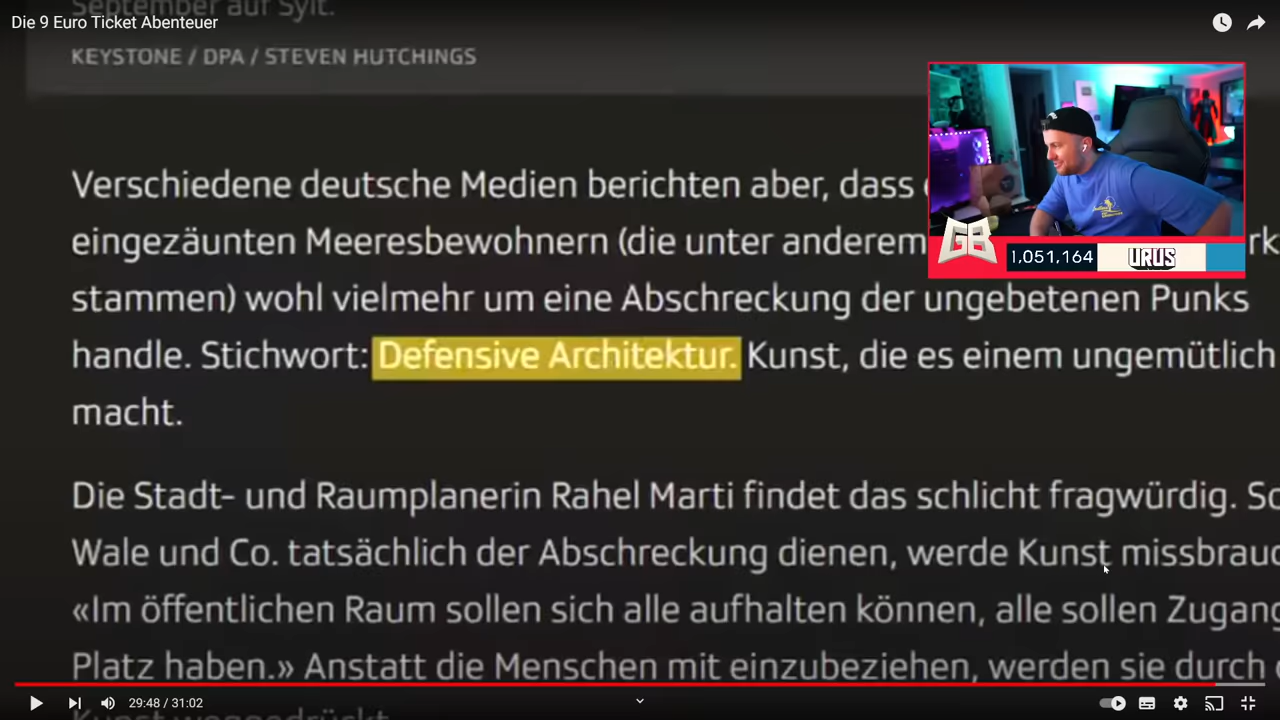 Die 9 Euro Ticket Abenteuer
September auf Sylt.
KEYSTONE / DPA / STEVEN HUTCHINGS
Verschiedene deutsche Medien berichten aber, dass
eingezäunten Meeresbewohnern (die unter anderem
stammen) wohl vielmehr um eine Abschreckung der ungebetenen Punks
handle. Stichwort: Defensive Architektur. Kunst, die es einem ungemütlich
macht.
Die Stadt- und Raumplanerin Rahel Marti findet das schlicht fragwürdig.
Wale und Co. tatsächlich der Abschreckung dienen, werde Kunst
«Im öffentlichen Raum sollen sich alle aufhalten können, alle sollen Zugang
Platz haben.» Anstatt die Menschen mit einzubeziehen, werden sie durch
GB
1,051,164
URUS
29:48 / 31:02